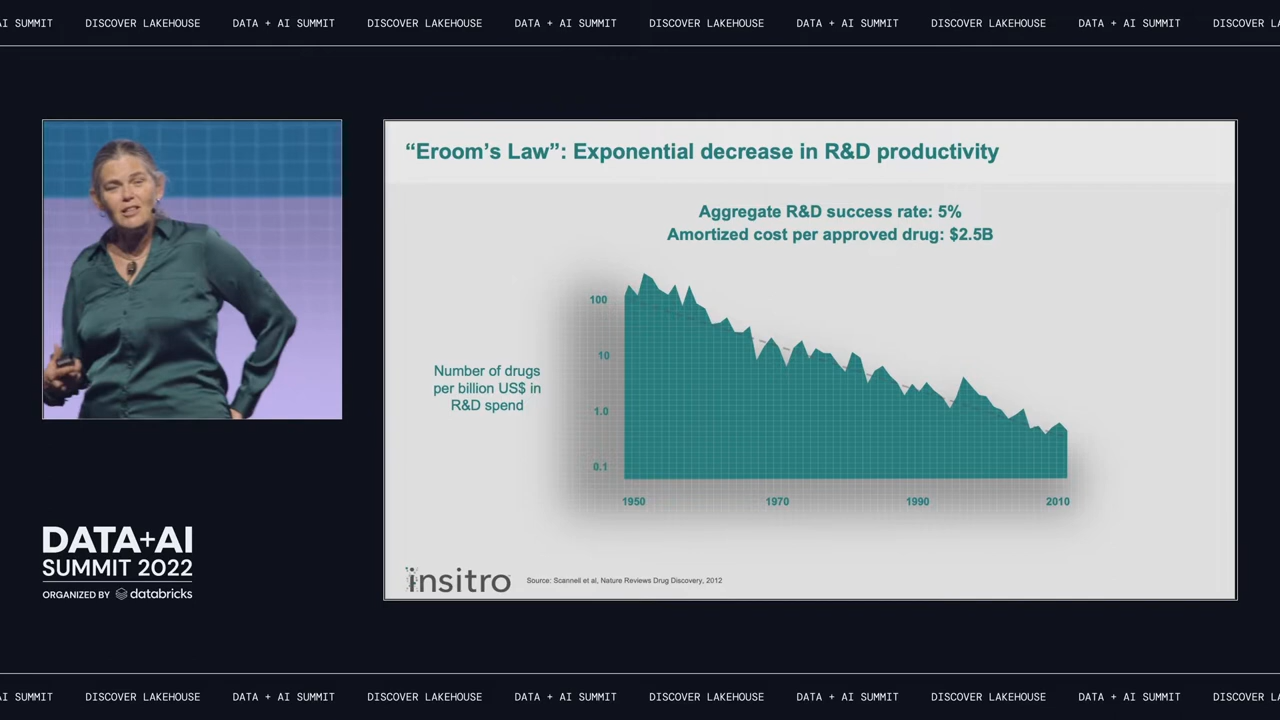 AI SUMMIT DISCOVER LAKEHOUSE DATA + AI SUMMIT DISCOVER LAKEHOUSE DATA + AI SUMMIT DISCOVER LAKEHOUSE DATA + AI SUMMIT DISCOVER LAKEHOUSE DATA + AI SUMMIT DISCOVER LA
“Eroom’s Law”: Exponential decrease in R&D productivity
Aggregate R&D success rate: 5%
Amortized cost per approved drug: $2.5B
100
10
1.0
0.1
Number of drugs
per billion US$ in
R&D spend
1950 1970 1990 2010
insitro
Source: Scannell et al, Nature Reviews Drug Discovery, 2012
DATA+AI
SUMMIT 2022
ORGANIZED BY databricks
AI SUMMIT DISCOVER LAKEHOUSE DATA + AI SUMMIT DISCOVER LAKEHOUSE DATA + AI SUMMIT DISCOVER LAKEHOUSE DATA + AI SUMMIT DISCOVER LAKEHOUSE DATA + AI SUMMIT DISCOVER LA